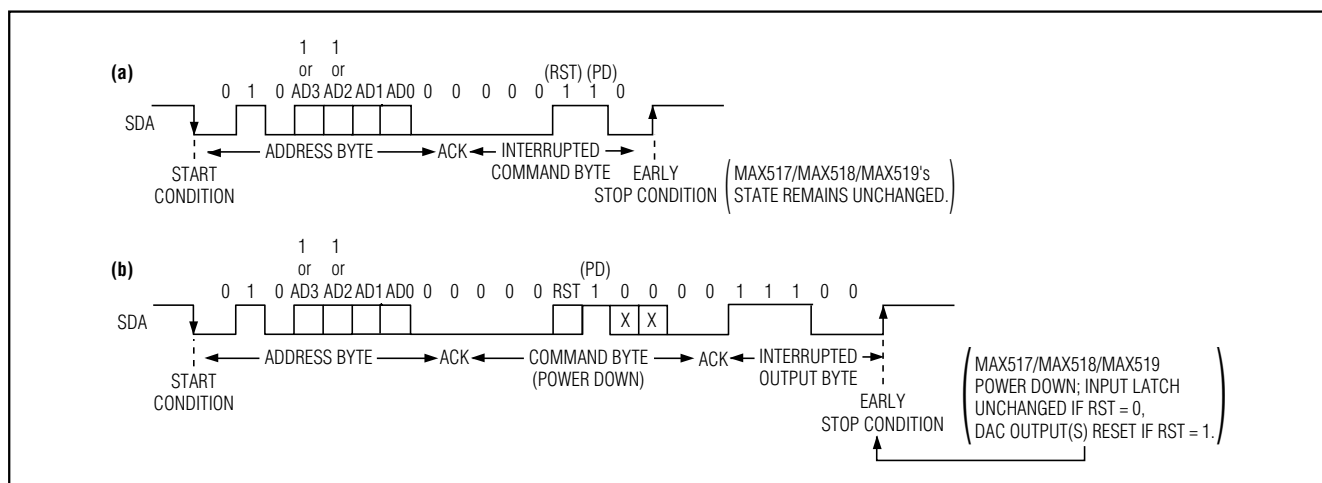 (a)
1 1
or or
0 1 0 AD3 AD2 AD1 AD0 0 0 0 0 0 1 1 0
(RST) (PD)
SDA
START
CONDITION
ADDRESS BYTE
ACK
INTERRUPTED
COMMAND BYTE
EARLY
STOP CONDITION
(MAX517/MAX518/MAX519's
STATE REMAINS UNCHANGED.)
(b)
1 1
or or
(PD)
0 1 0 AD3 AD2 AD1 AD0 0 0 0 0 0 RST 1 0 0 0 0 1 1 1 0 0
SDA
X X
START
CONDITION
ADDRESS BYTE
ACK
COMMAND BYTE
(POWER DOWN)
ACK
INTERRUPTED
OUTPUT BYTE
EARLY
STOP CONDITION
(MAX517/MAX518/MAX519
POWER DOWN; INPUT LATCH
UNCHANGED IF RST = 0,
DAC OUTPUT(S) RESET IF RST = 1.)